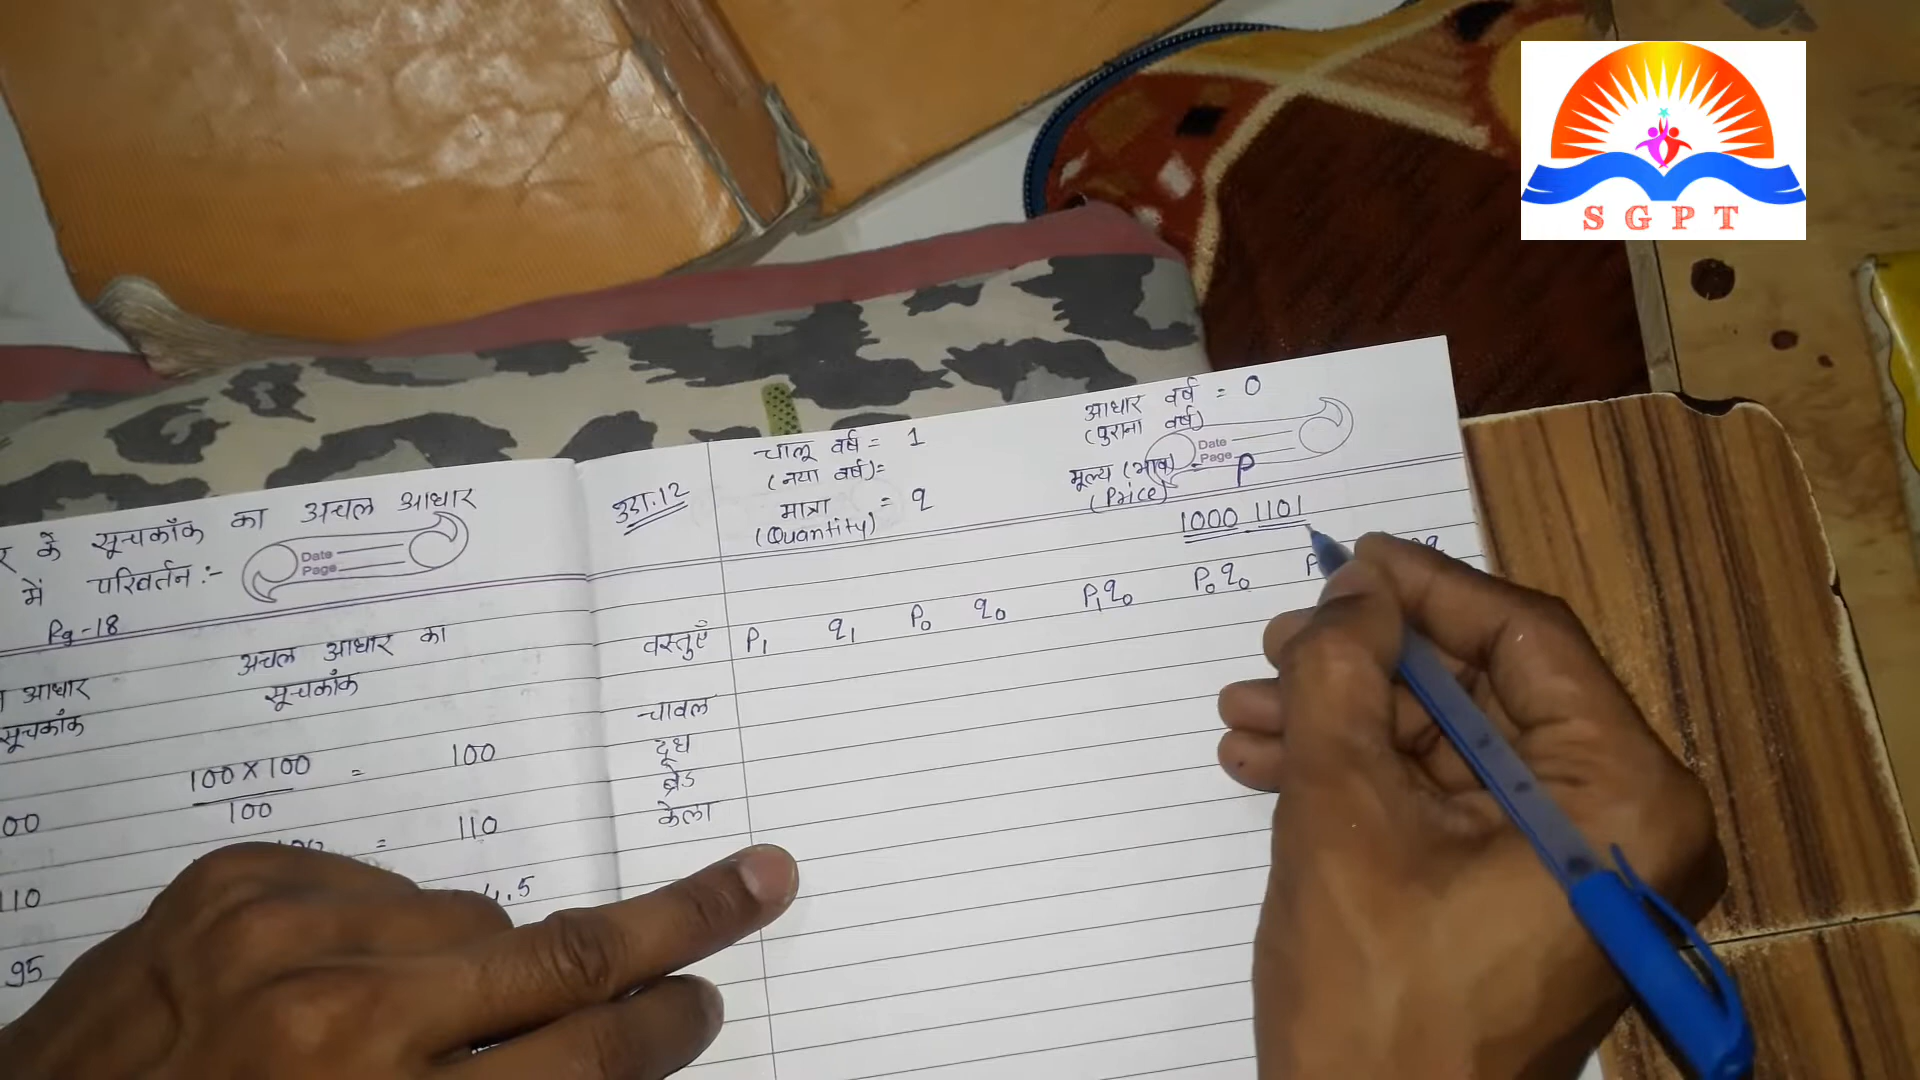 SGPT
र के सूचकाँक का अचल आधार
में परिवर्तन :-
Date
Page
Pg-18
आधार
सूचकाँक
अचल आधार का
सूचकाँक
00
100 × 100
100
= 100
110
= 110
95
उदा.12
चालू वर्ष = 1
(नया वर्ष)=
मात्रा = q
(Quantity)
आधार वर्ष = 0
(पुराना वर्ष)
Date
Page
मूल्य (भाव) = P
(Price)
1000 1101
वस्तुएँ P₁ q₁ P₀ q₀ P₁q₀ P₀q₀
चावल
दूध
ब्रेड
केला